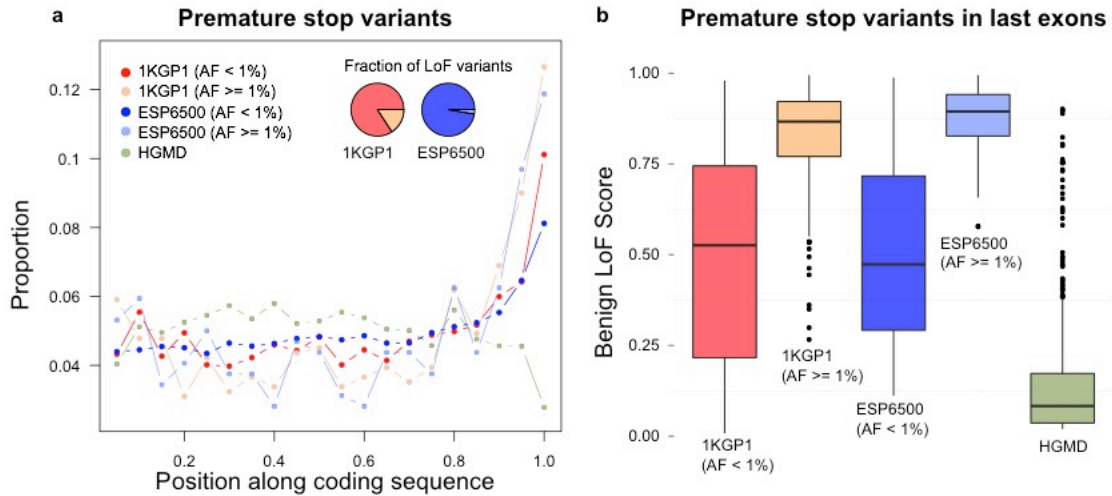 a
Premature stop variants
1KGP1 (AF < 1%)
1KGP1 (AF >= 1%)
ESP6500 (AF < 1%)
ESP6500 (AF >= 1%)
HGMD
Fraction of LoF variants
1KGP1
ESP6500
Proportion
0.12
0.1
0.08
0.06
0.04
0.2
0.4
0.6
0.8
1.0
Position along coding sequence
b
Premature stop variants in last exons
Benign LoF Score
1.00
0.75
0.50
0.25
0.00
1KGP1
(AF < 1%)
1KGP1
(AF >= 1%)
ESP6500
(AF < 1%)
ESP6500
(AF >= 1%)
HGMD